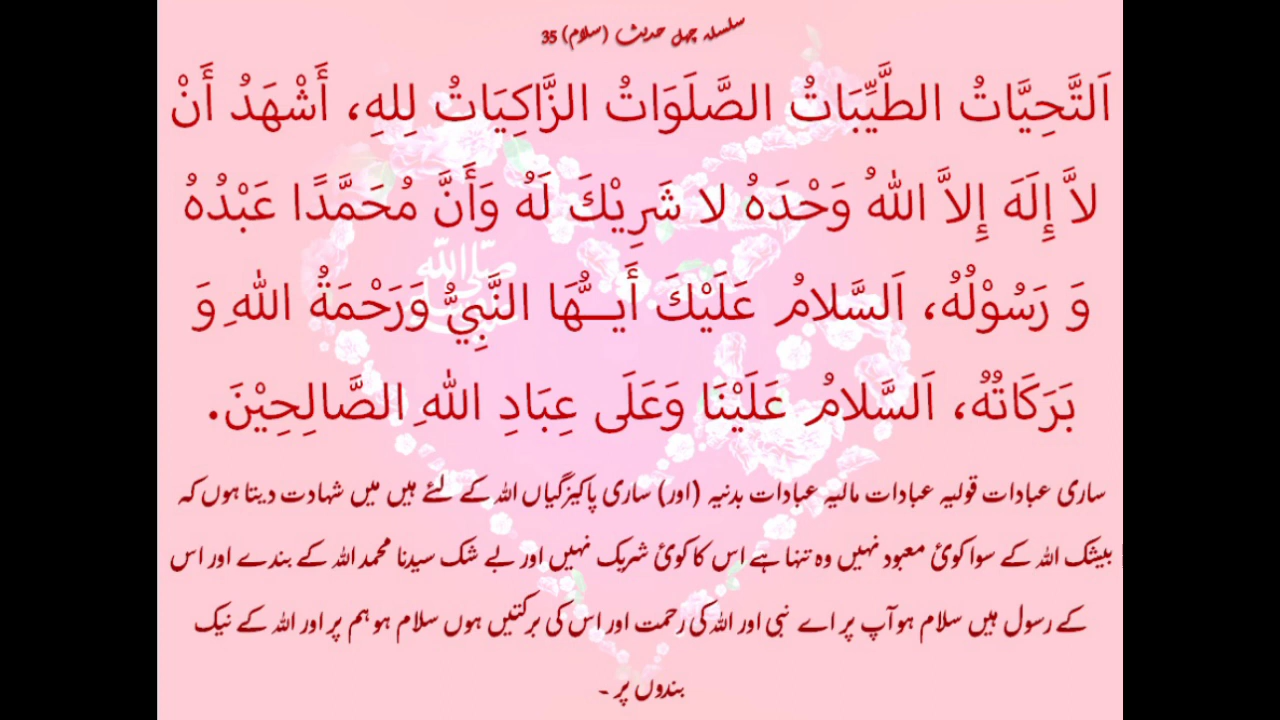 سلسلہ چہل حدیث (سلام) 35
اَلتَّحِيَّاتُ الطَّيِّبَاتُ الصَّلَوَاتُ الزَّاكِيَاتُ لِلهِ، أَشْهَدُ أَنْ
لاَّ إِلَهَ إِلاَّ اللهُ وَحْدَهُ لا شَرِيْكَ لَهُ وَأَنَّ مُحَمَّدًا عَبْدُهُ
وَ رَسُوْلُهُ، اَلسَّلامُ عَلَيْكَ أَيـــُّهَا النَّبِيُّ وَرَحْمَةُ اللهِ وَ
بَرَكَاتُهُ، اَلسَّلامُ عَلَيْنَا وَعَلَى عِبَادِ اللهِ الصَّالِحِيْنَ.
ساری عبادات قولیہ عبادات مالیہ عبادات بدنیہ (اور) ساری پاکیزگیاں اللہ کے لئے ہیں میں شہادت دیتا ہوں کہ
بیشک اللہ کے سوا کوئ معبود نہیں وہ تنہا ہے اس کا کوئ شریک نہیں اور بے شک سیدنا محمد اللہ کے بندے اور اس
کے رسول ہیں سلام ہو آپ پر اے نبی اور اللہ کی رحمت اور اس کی برکتیں ہوں سلام ہو ہم پر اور اللہ کے نیک
بندوں پر ۔